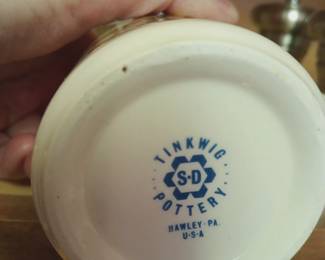 TINKWIG
S·D
POTTERY
HAWLEY·PA.
U·S·A